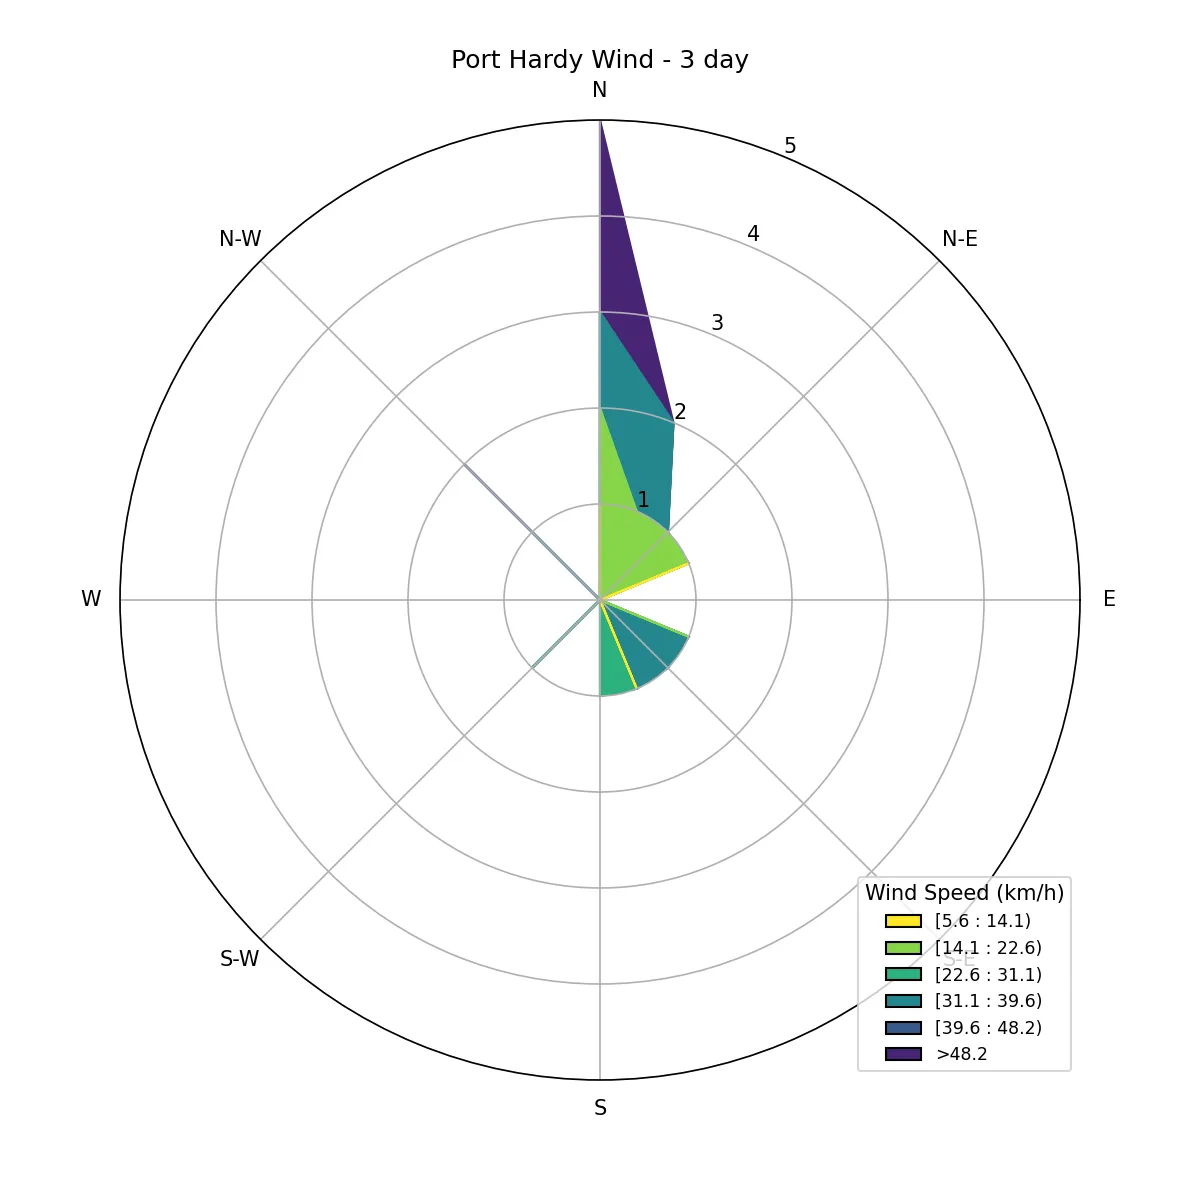 Port Hardy Wind - 3 day
N
5
N-W
4
N-E
3
2
1
W
E
Wind Speed (km/h)
[5.6 : 14.1)
[14.1 : 22.6)
S-W
S-E
[22.6 : 31.1)
[31.1 : 39.6)
[39.6 : 48.2)
>48.2
S